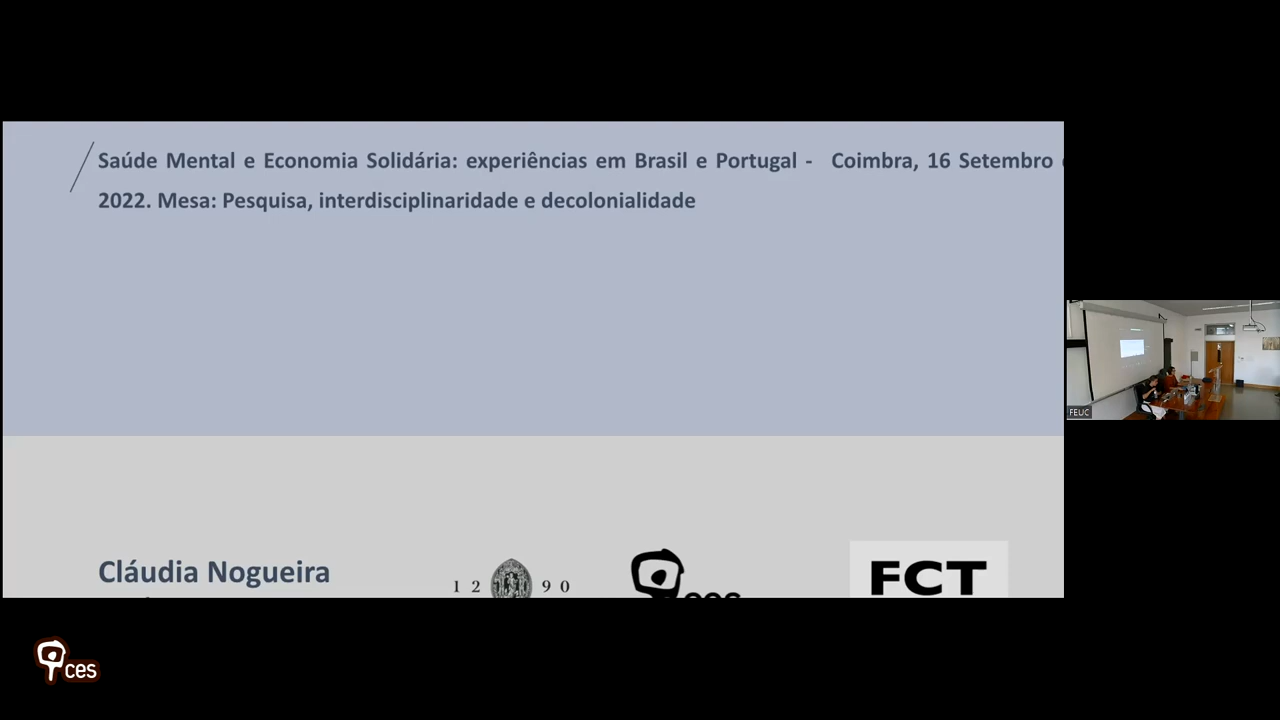 Saúde Mental e Economia Solidária: experiências em Brasil e Portugal - Coimbra, 16 Setembro
2022. Mesa: Pesquisa, interdisciplinaridade e decolonialidade
Cláudia Nogueira
1 2 9 0
FCT
FEUC
ces